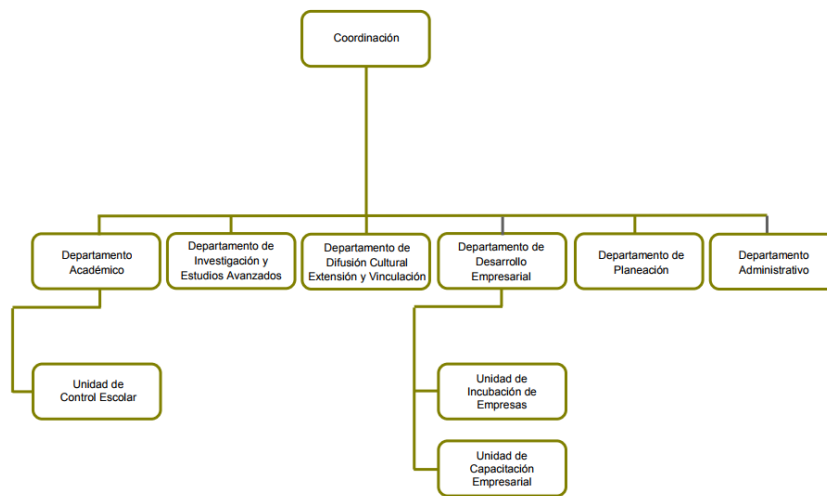 Coordinación
Departamento
Académico
Departamento de
Investigación y
Estudios Avanzados
Departamento de
Difusión Cultural
Extensión y Vinculación
Departamento de
Desarrollo
Empresarial
Departamento de
Planeación
Departamento
Administrativo
Unidad de
Control Escolar
Unidad de
Incubación de
Empresas
Unidad de
Capacitación
Empresarial